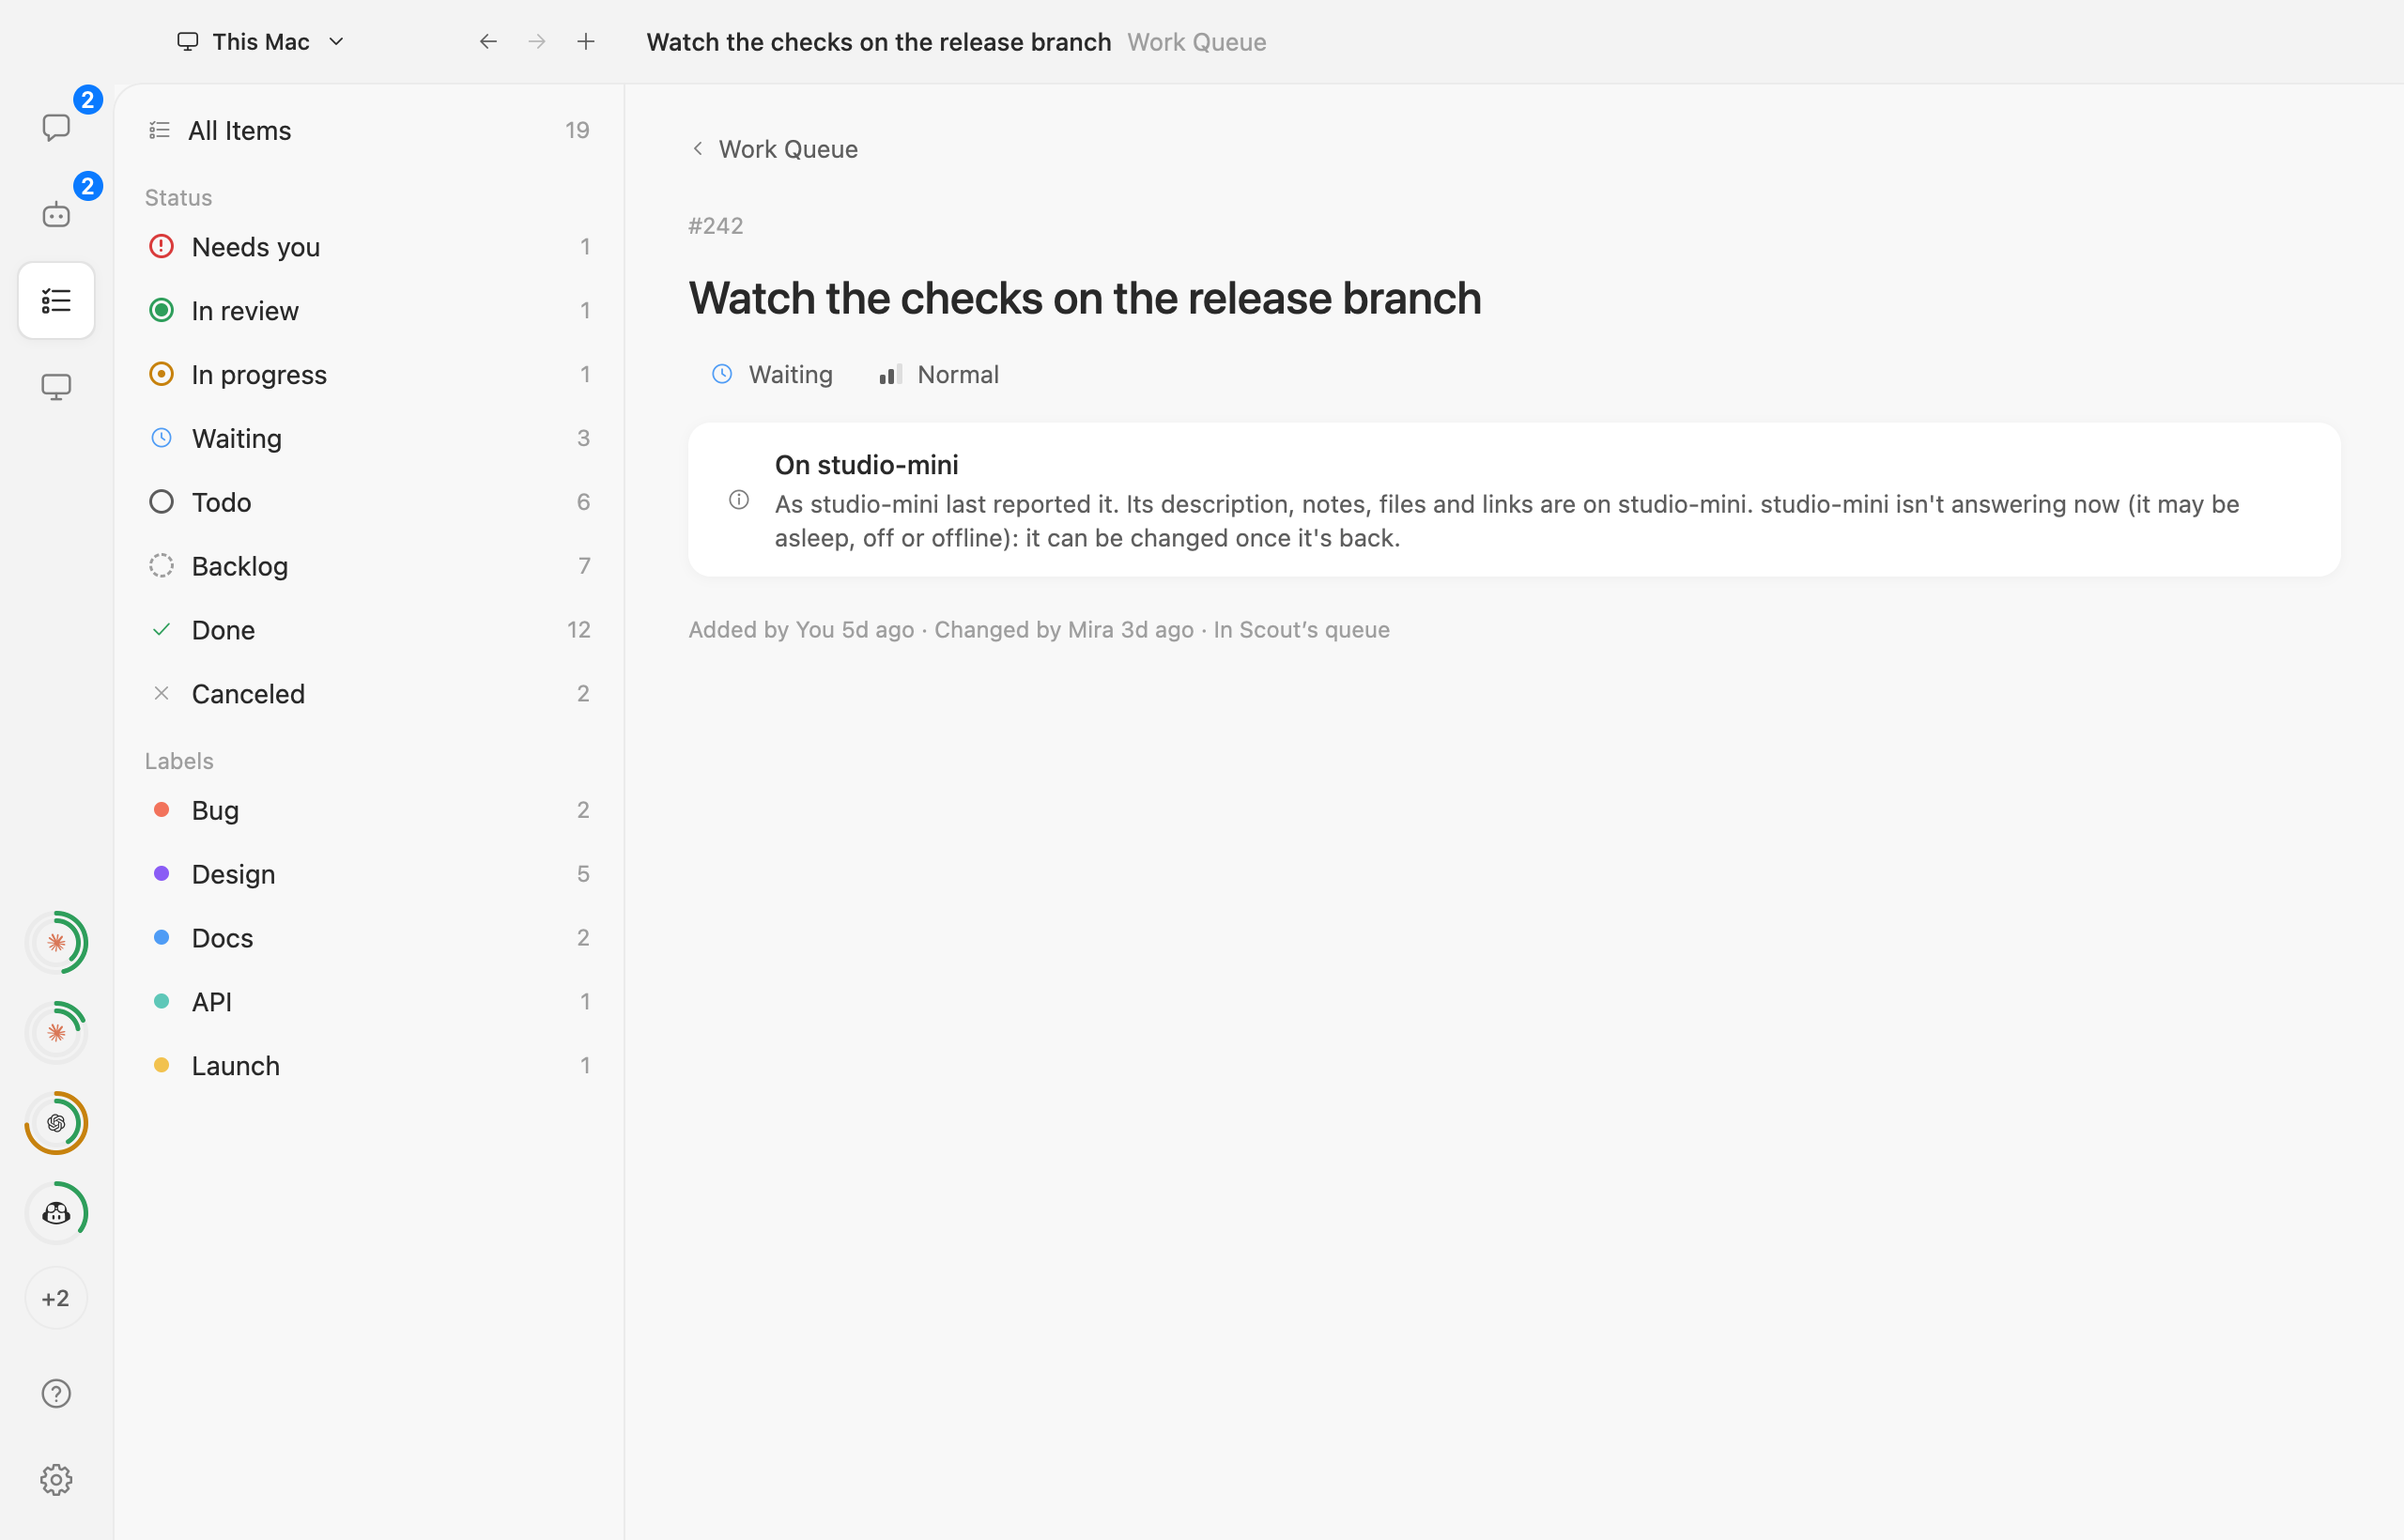 This Mac
Watch the checks on the release branch Work Queue
2
2
All Items 19
Status
Needs you 1
In review 1
In progress 1
Waiting 3
Todo 6
Backlog 7
Done 12
Canceled 2
Labels
Bug 2
Design 5
Docs 2
API 1
Launch 1
+2
Work Queue
#242
Watch the checks on the release branch
Waiting Normal
On studio-mini
As studio-mini last reported it. Its description, notes, files and links are on studio-mini. studio-mini isn't answering now (it may be
asleep, off or offline): it can be changed once it's back.
Added by You 5d ago · Changed by Mira 3d ago · In Scout’s queue